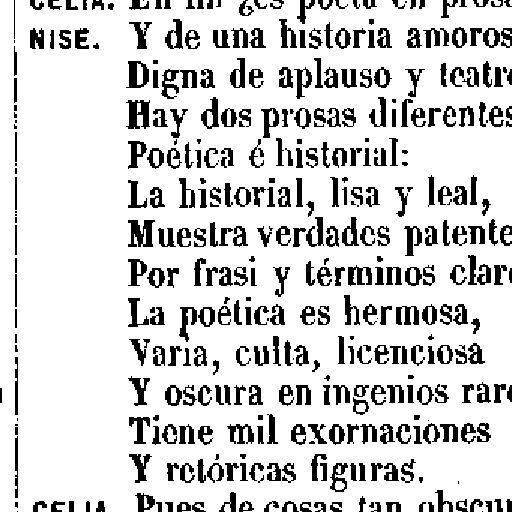 CELIA. En fin ¿es poeta en prosa
NISE. Y de una historia amoros
Digna de aplauso y teatr
Hay dos prosas diferentes
Poética é historial:
La historial, lisa y leal,
Muestra verdades patente
Por frasi y términos clar
La poética es hermosa,
Varia, culta, licenciosa
Y oscura en ingenios rar
Tiene mil exornaciones
Y retóricas figuras.
CELIA. Pues de cosas tan obscur